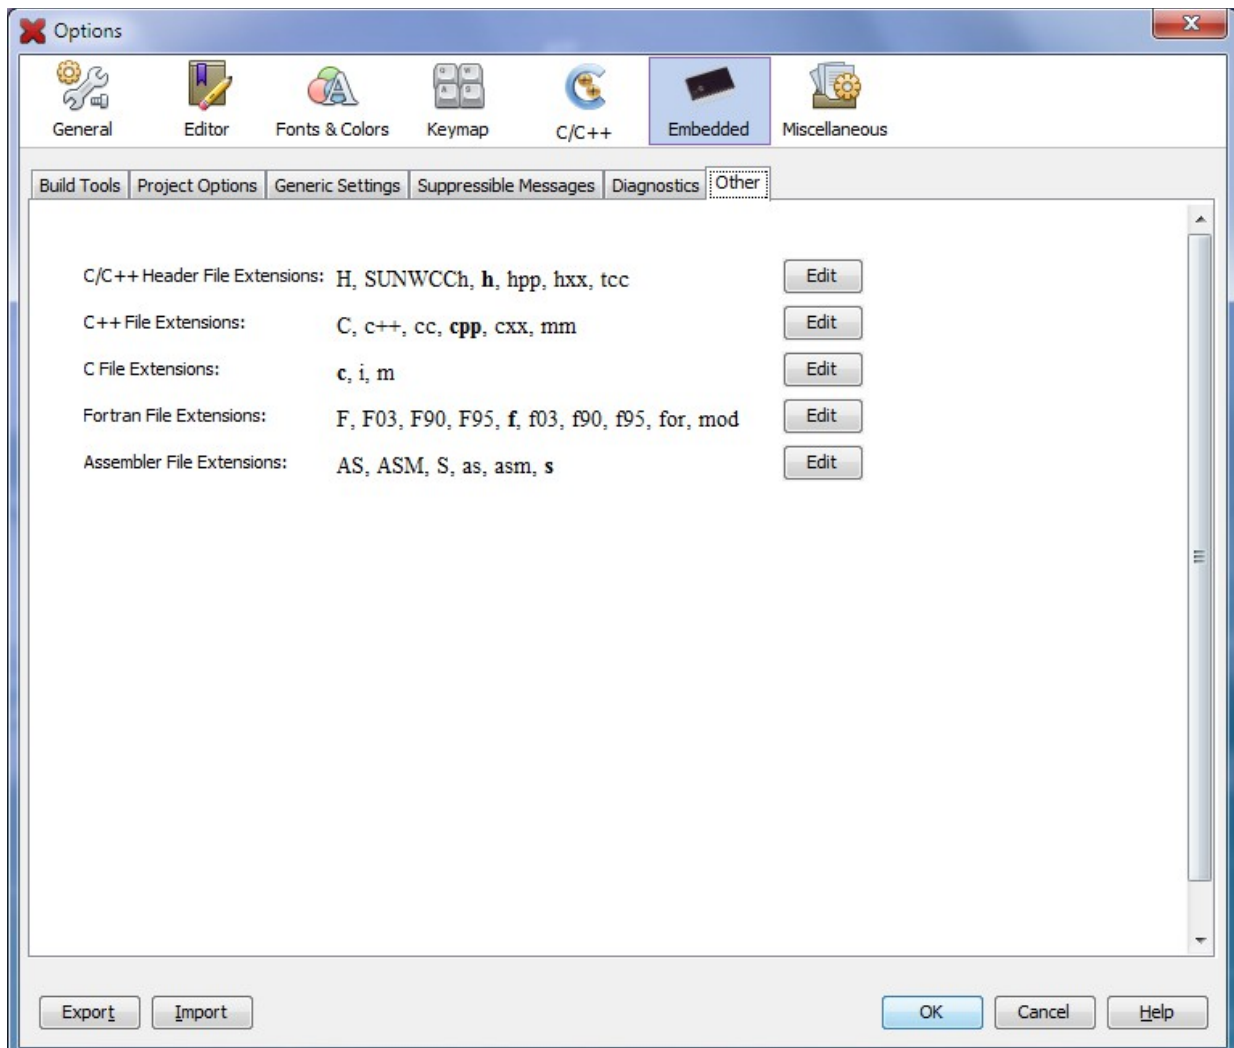 Options
General Editor Fonts & Colors Keymap C/C++ Embedded Miscellaneous
Build Tools Project Options Generic Settings Suppressible Messages Diagnostics Other
C/C++ Header File Extensions: H, SUNWCCh, h, hpp, hxx, tcc Edit
C++ File Extensions: C, c++, cc, cpp, cxx, mm Edit
C File Extensions: c, i, m Edit
Fortran File Extensions: F, F03, F90, F95, f, f03, f90, f95, for, mod Edit
Assembler File Extensions: AS, ASM, S, as, asm, s Edit
Export Import OK Cancel Help